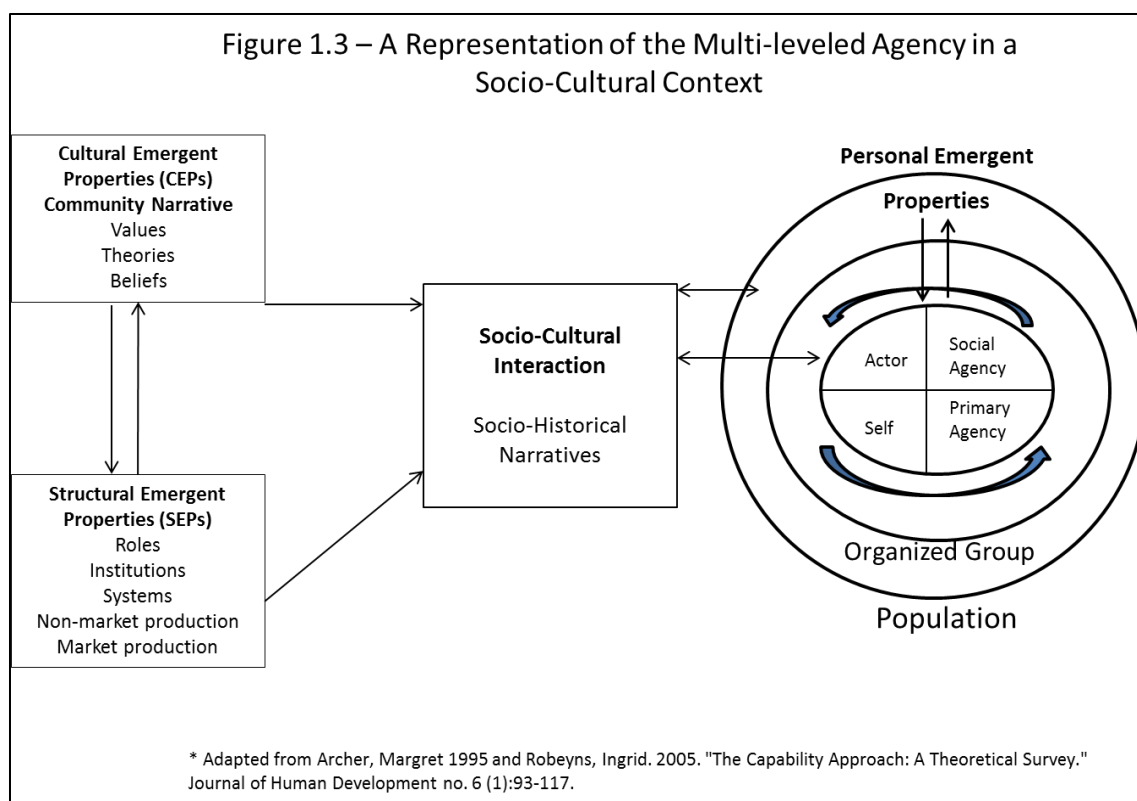 Figure 1.3 – A Representation of the Multi-leveled Agency in a
Socio-Cultural Context
Cultural Emergent
Properties (CEPs)
Community Narrative
Values
Theories
Beliefs
Structural Emergent
Properties (SEPs)
Roles
Institutions
Systems
Non-market production
Market production
Socio-Cultural
Interaction
Socio-Historical
Narratives
Personal Emergent
Properties
Actor
Social
Agency
Self
Primary
Agency
Organized Group
Population
* Adapted from Archer, Margret 1995 and Robeyns, Ingrid. 2005. "The Capability Approach: A Theoretical Survey."
Journal of Human Development no. 6 (1):93-117.